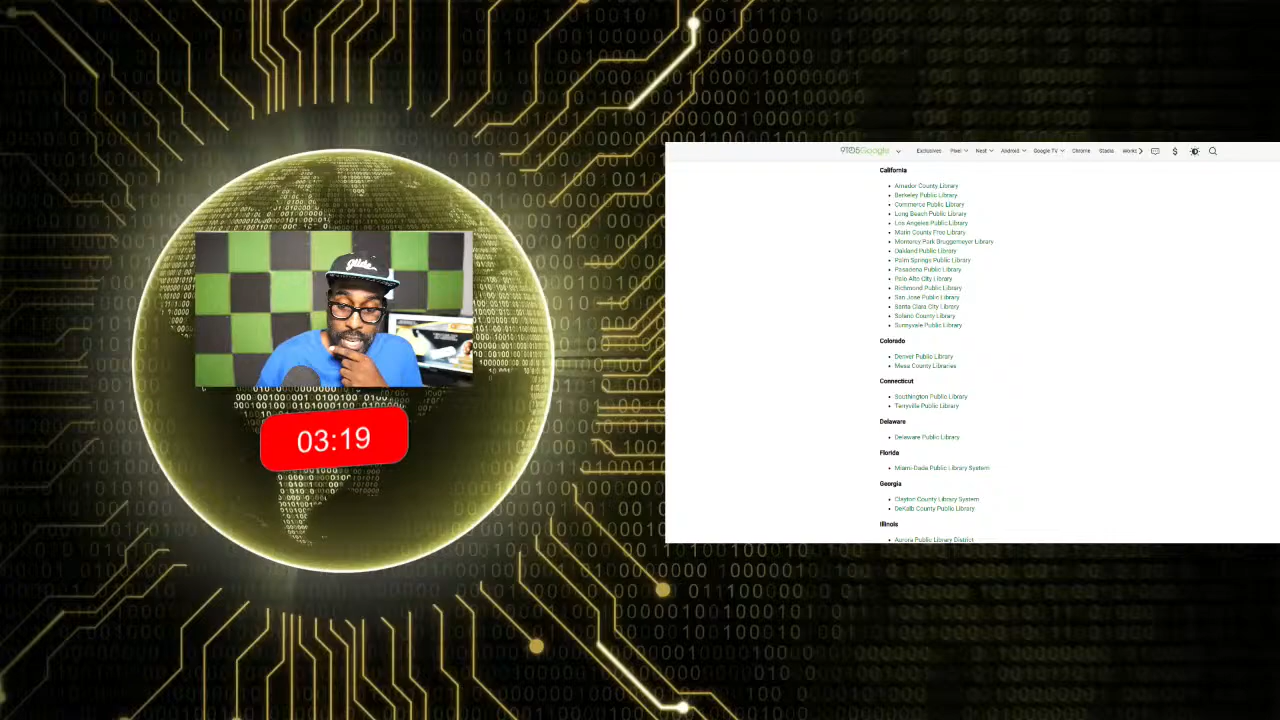 glide
03:19
9TO5Google
Exclusives Pixel Nest Android Google TV Chrome Stadia Works
California
Amador County Library
Berkeley Public Library
Commerce Public Library
Long Beach Public Library
Los Angeles Public Library
Marin County Free Library
Monterey Park Bruggemeyer Library
Oakland Public Library
Palm Springs Public Library
Pasadena Public Library
Palo Alto City Library
Richmond Public Library
San Jose Public Library
Santa Clara City Library
Solano County Library
Sunnyvale Public Library
Colorado
Denver Public Library
Mesa County Libraries
Connecticut
Southington Public Library
Terryville Public Library
Delaware
Delaware Public Library
Florida
Miami-Dade Public Library System
Georgia
Clayton County Library System
DeKalb County Public Library
Illinois
Aurora Public Library District